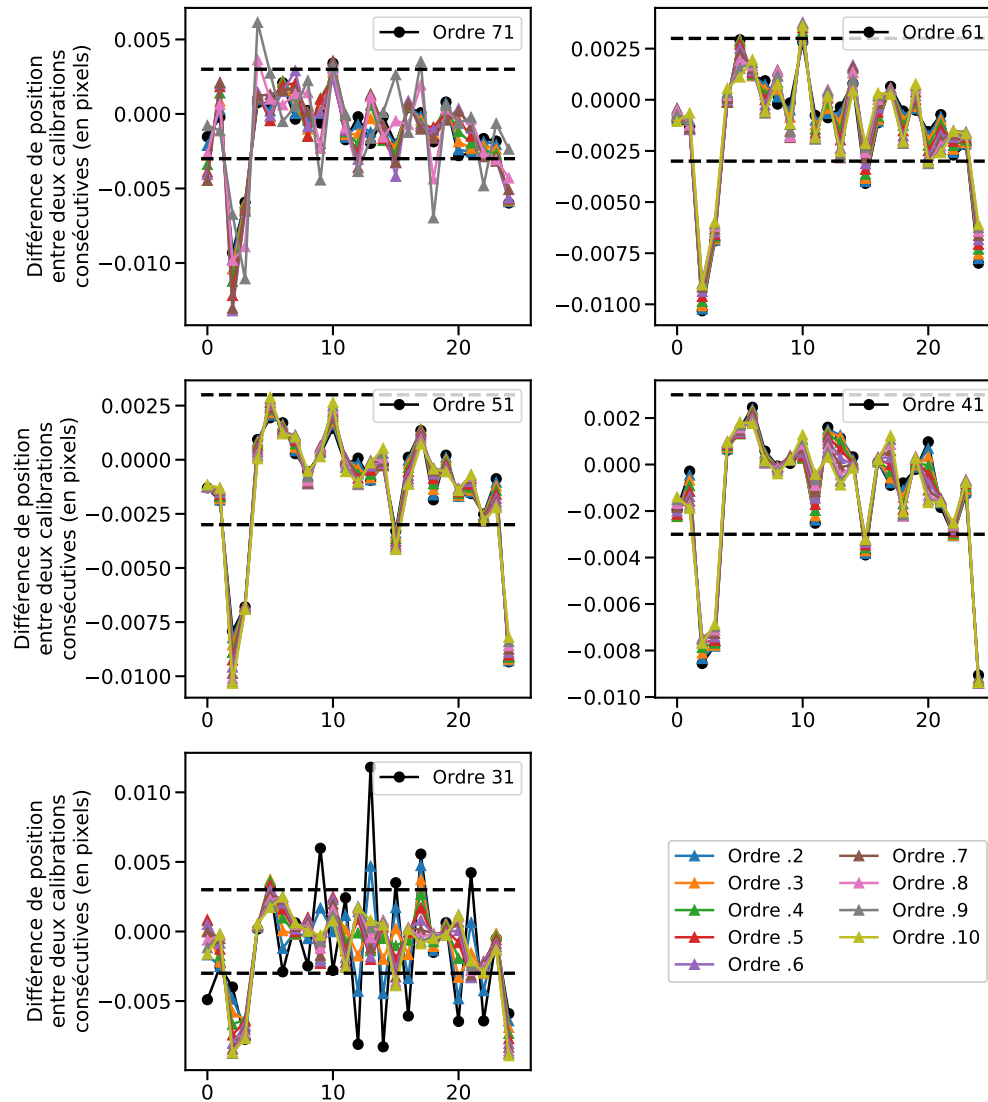 Différence de position
entre deux calibrations
consécutives (en pixels)
0.005
0.000
−0.005
−0.010
0
10
20
Ordre 71
0.0025
0.0000
−0.0025
−0.0050
−0.0075
−0.0100
0
10
20
Ordre 61
Différence de position
entre deux calibrations
consécutives (en pixels)
0.0025
0.0000
−0.0025
−0.0050
−0.0075
−0.0100
0
10
20
Ordre 51
0.002
0.000
−0.002
−0.003
−0.006
−0.008
−0.010
0
10
20
Ordre 41
Différence de position
entre deux calibrations
consécutives (en pixels)
0.010
0.005
0.000
−0.005
0
10
20
Ordre 31
Ordre .2
Ordre .3
Ordre .4
Ordre .5
Ordre .6
Ordre .7
Ordre .8
Ordre .9
Ordre .10